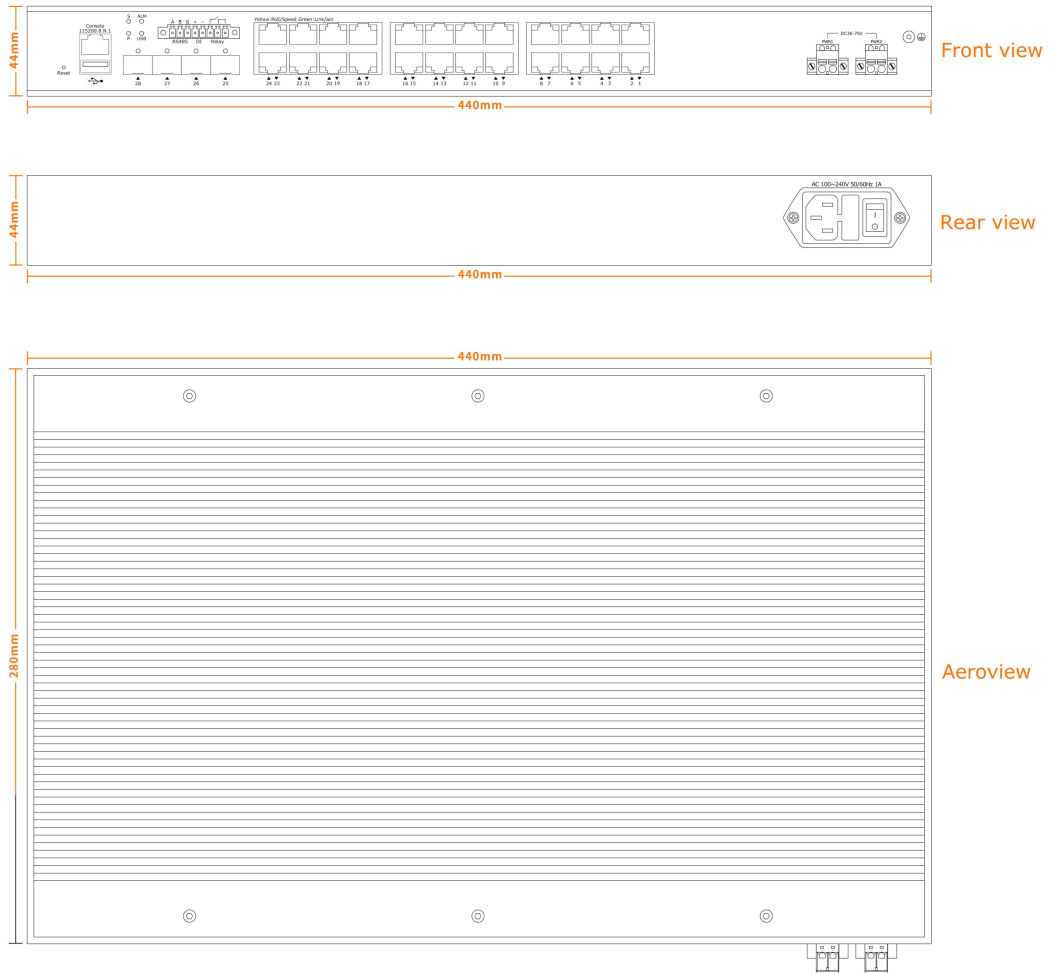 S ALM
Console
115200.8.N.1
P USB
A B G + −
RS485 DI Relay
Yellow:PoE/Speed Green:Link/act
DC36-75V
PWR1 PWR2
Reset
28 27 26 25
24 23 22 21 20 19 18 17
16 15 14 13 12 11 10 9
8 7 6 5 4 3 2 1
44mm
440mm
Front view
AC 100~240V 50/60Hz 1A
44mm
440mm
Rear view
440mm
280mm
Aeroview